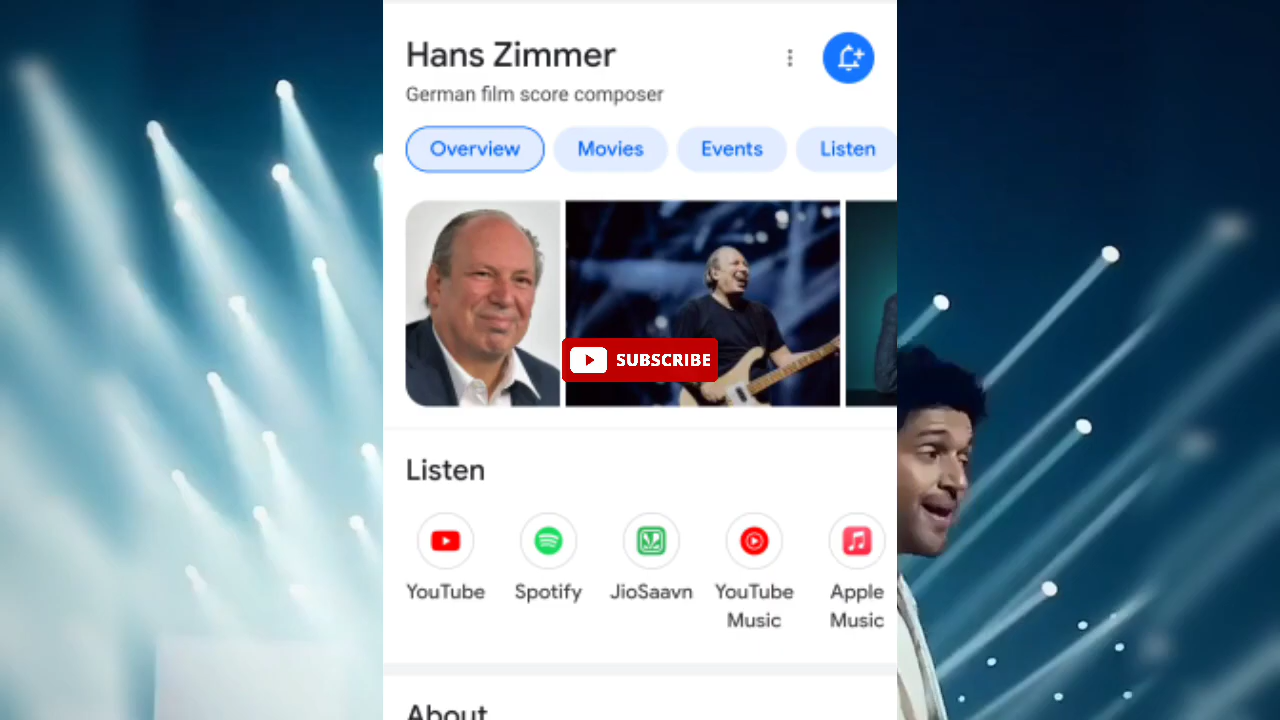 Hans Zimmer
German film score composer
Overview Movies Events Listen
SUBSCRIBE
Listen
YouTube Spotify JioSaavn YouTube Music Apple Music
About